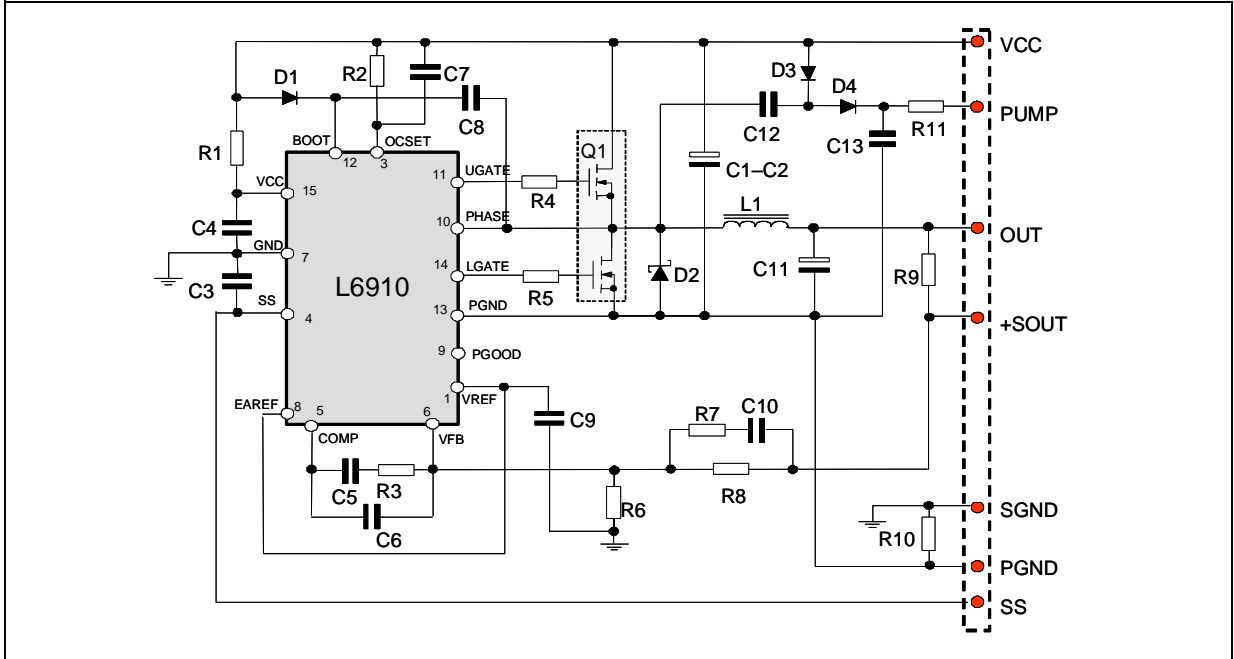 VCC
D3
R2
C7
D1
D4
PUMP
C8
C12
R11
C13
BOOT
OCSET
R1
12
3
Q1
C1–C2
VCC
15
11
UGATE
R4
L1
C4
10
PHASE
OUT
GND
7
14
LGATE
C11
D2
R9
C3
L6910
R5
SS
4
13
PGND
+SOUT
9
PGOOD
EAREF
8
1
VREF
5
6
COMP
VFB
C9
R7
C10
C5
R3
R8
C6
R6
SGND
R10
PGND
SS